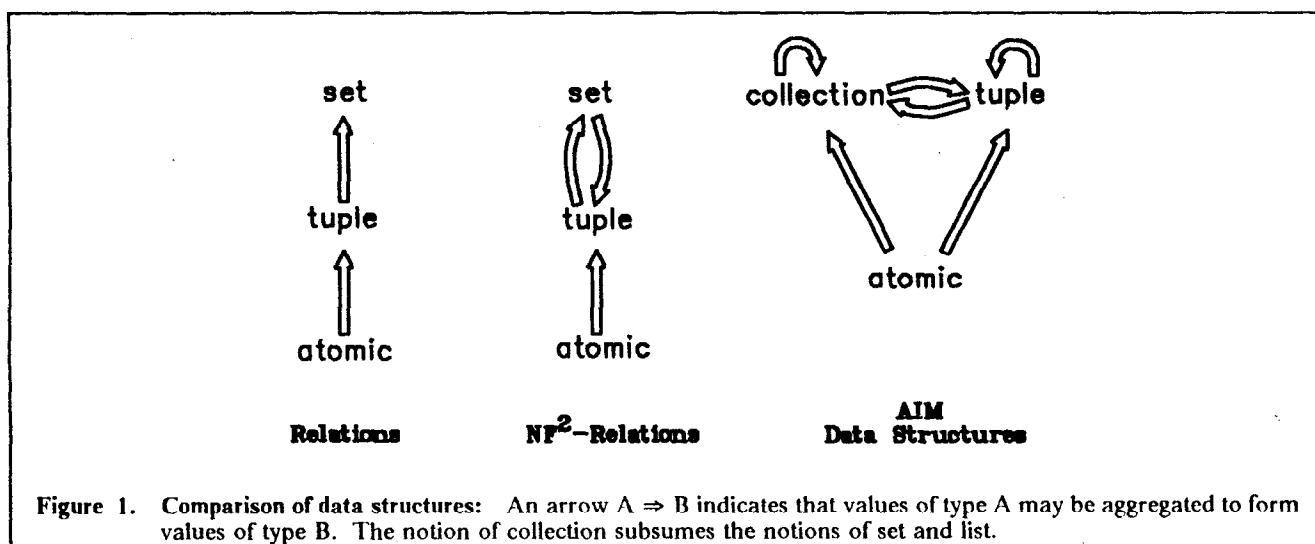 set
tuple
atomic
Relations
set
tuple
atomic
NF²-Relations
collection tuple
atomic
AIM
Data Structures
Figure 1. Comparison of data structures: An arrow A ⇒ B indicates that values of type A may be aggregated to form
values of type B. The notion of collection subsumes the notions of set and list.